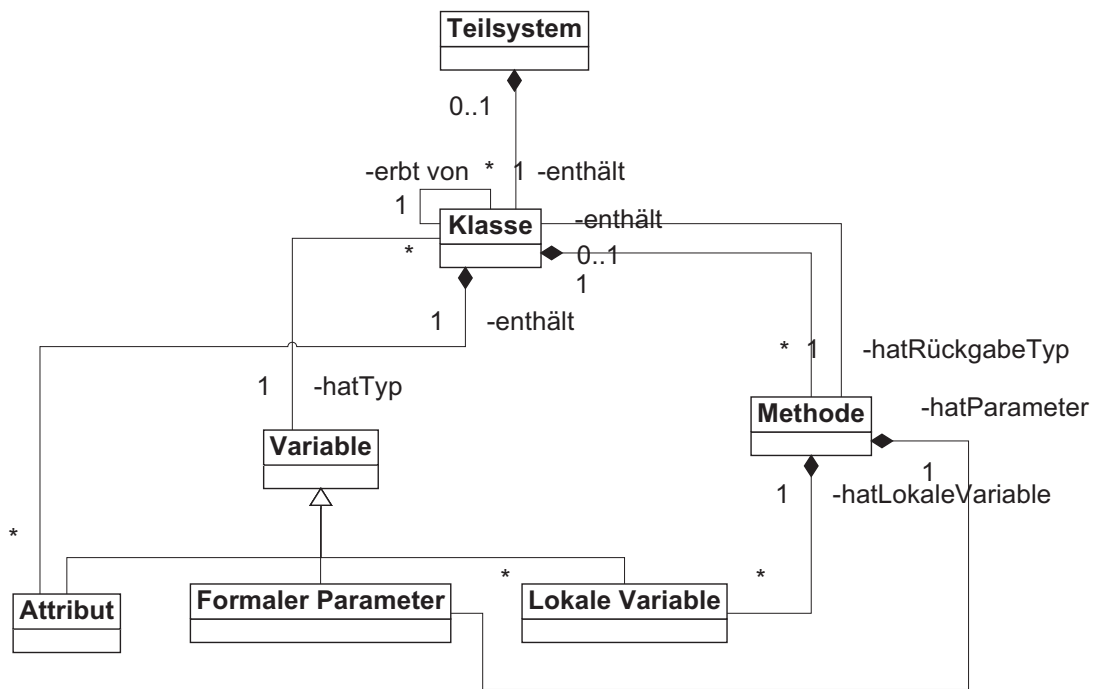 Teilsystem
0..1
-erbt von * 1 -enthält
1
Klasse -enthält
* 0..1
1
1 -enthält
* 1 -hatRückgabeTyp
1 -hatTyp
Methode -hatParameter
Variable
1
1 -hatLokaleVariable
*
* *
Attribut Formaler Parameter Lokale Variable